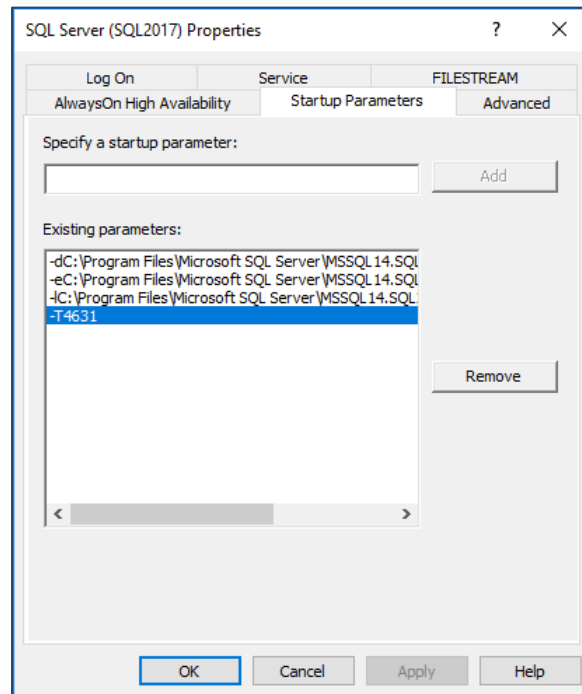 SQL Server (SQL2017) Properties
Log On Service FILESTREAM
AlwaysOn High Availability Startup Parameters Advanced
Specify a startup parameter:
Add
Existing parameters:
-dC:\Program Files\Microsoft SQL Server\MSSQL14.SQL
-eC:\Program Files\Microsoft SQL Server\MSSQL14.SQL
-lC:\Program Files\Microsoft SQL Server\MSSQL14.SQL
-T4631
Remove
OK Cancel Apply Help